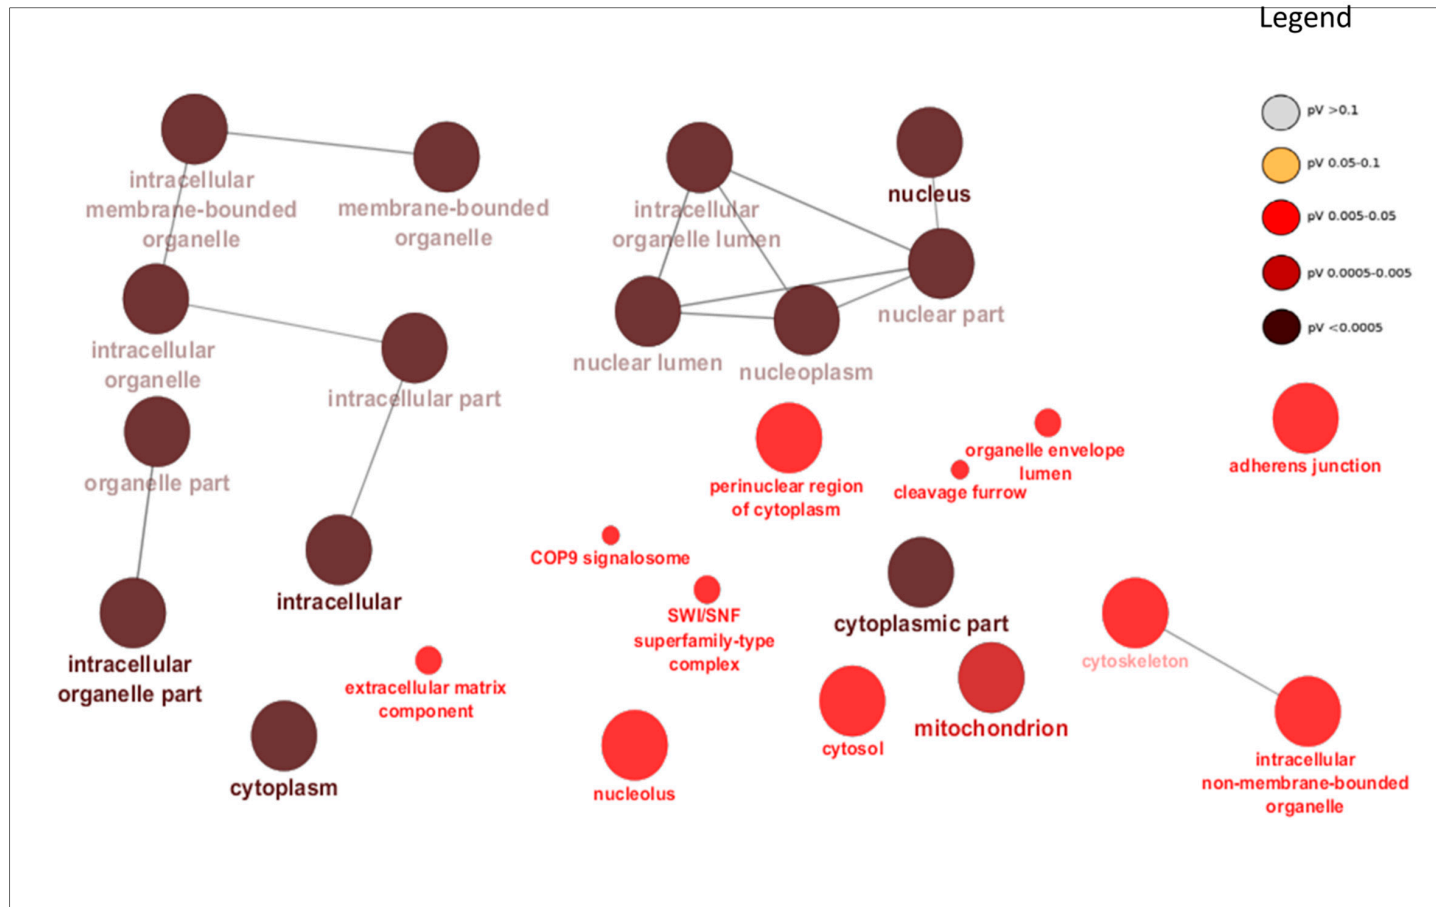 Legend
pV >0.1
pV 0.05-0.1
pV 0.005-0.05
pV 0.0005-0.005
pV <0.0005
intracellular
membrane-bounded
organelle
membrane-bounded
organelle
intracellular
organelle lumen
nucleus
nuclear part
nuclear lumen
nucleoplasm
intracellular
organelle
intracellular part
organelle part
intracellular
organelle part
intracellular
perinuclear region
of cytoplasm
organelle envelope
lumen
cleavage furrow
adherens junction
COP9 signalosome
SWI/SNF
superfamily-type
complex
cytoplasmic part
cytoskeleton
extracellular matrix
component
cytoplasm
nucleolus
cytosol
mitochondrion
intracellular
non-membrane-bounded
organelle